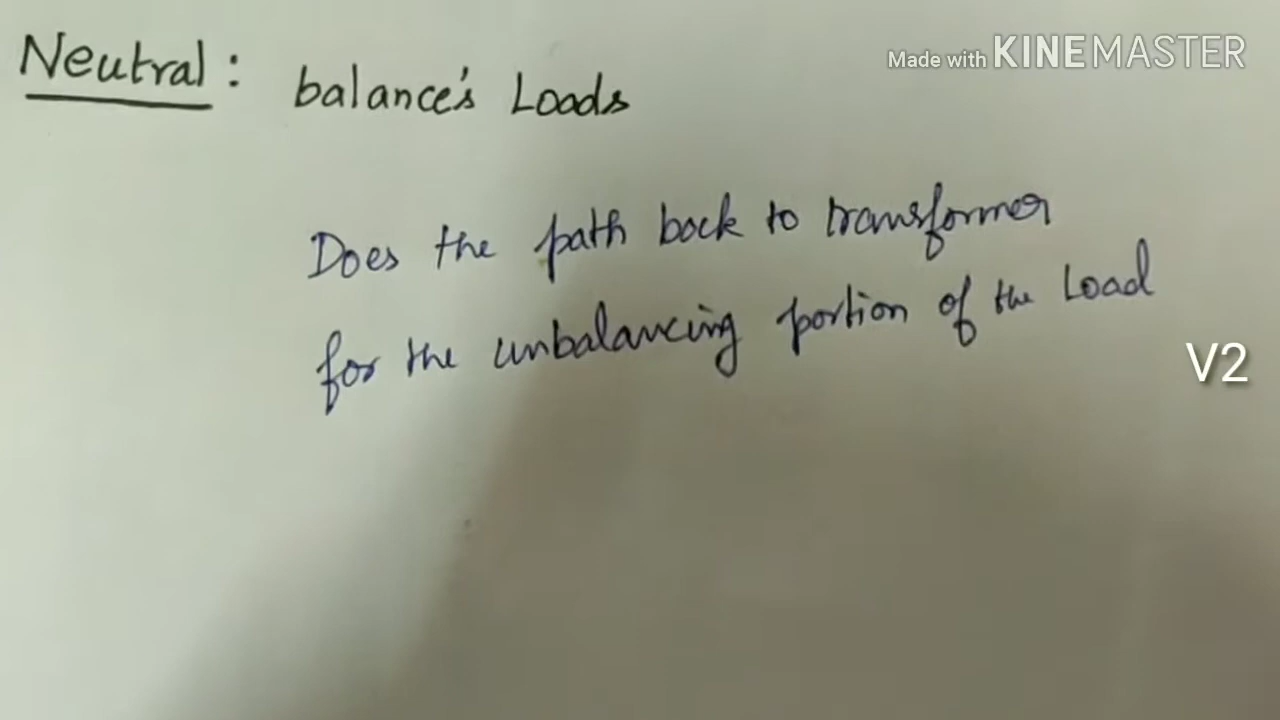 Made with KINEMASTER
Neutral : balance's Loads
Does the path back to transformer
for the unbalancing portion of the Load
V2